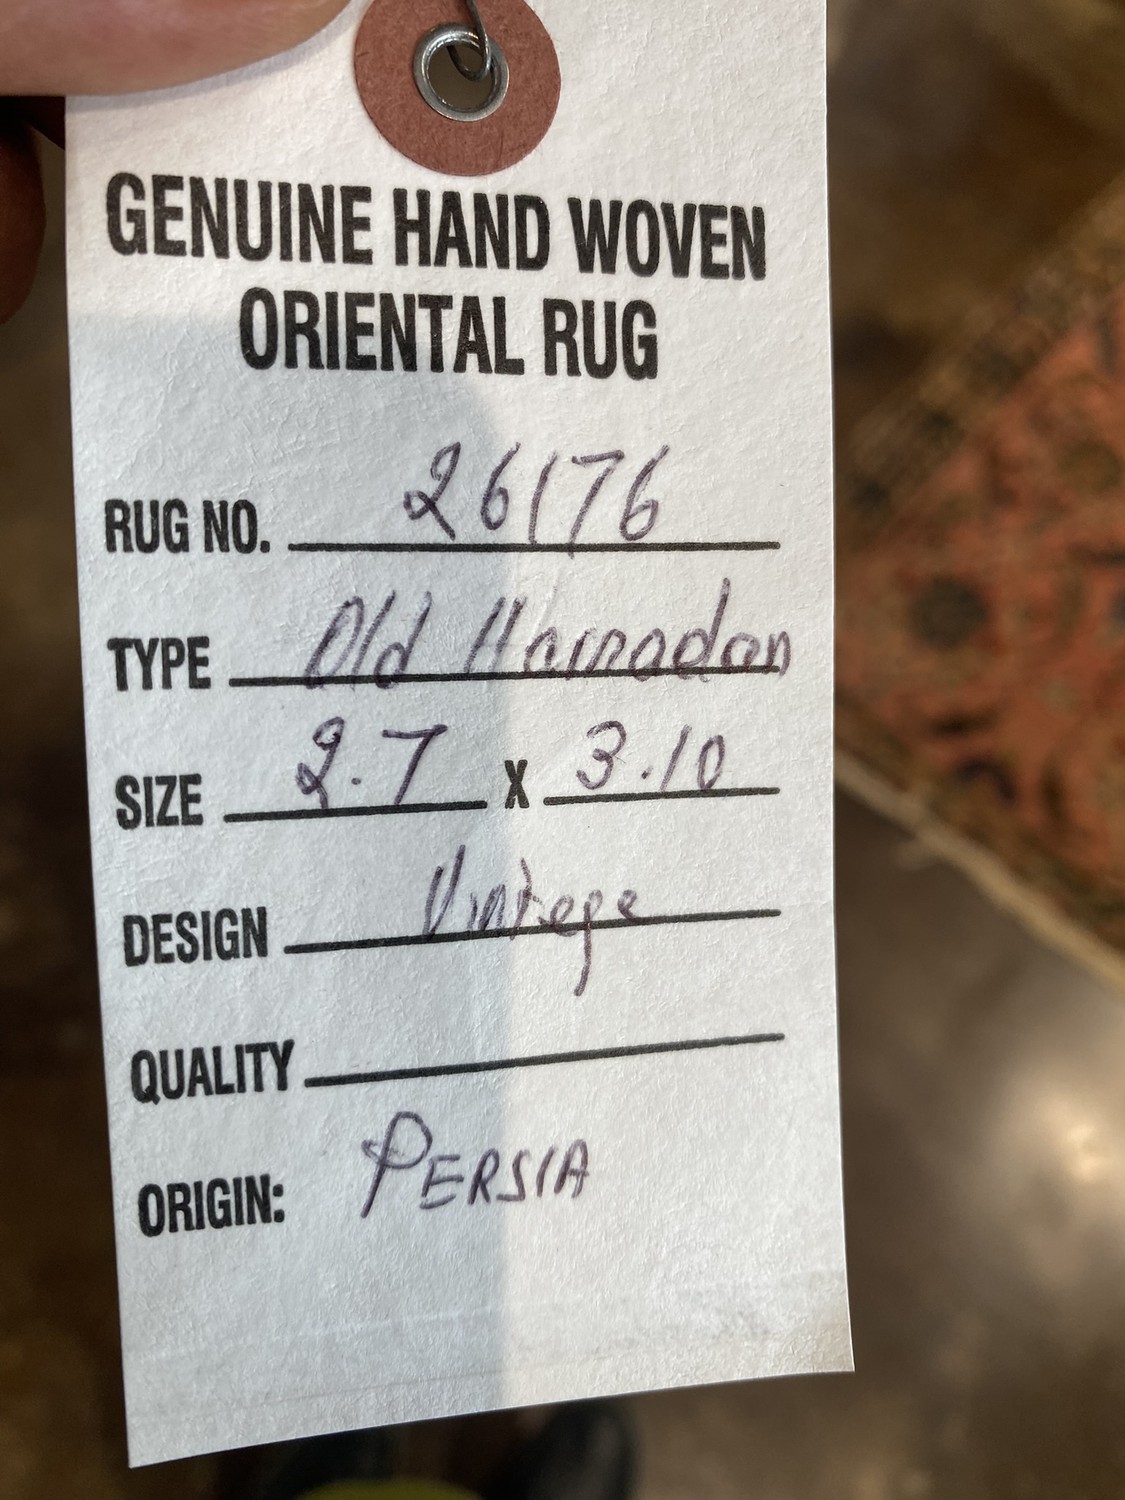 GENUINE HAND WOVEN
ORIENTAL RUG
RUG NO. 26176
TYPE Old Hamadan
SIZE 2.7 X 3.10
DESIGN Vintege
QUALITY
ORIGIN: PERSIA